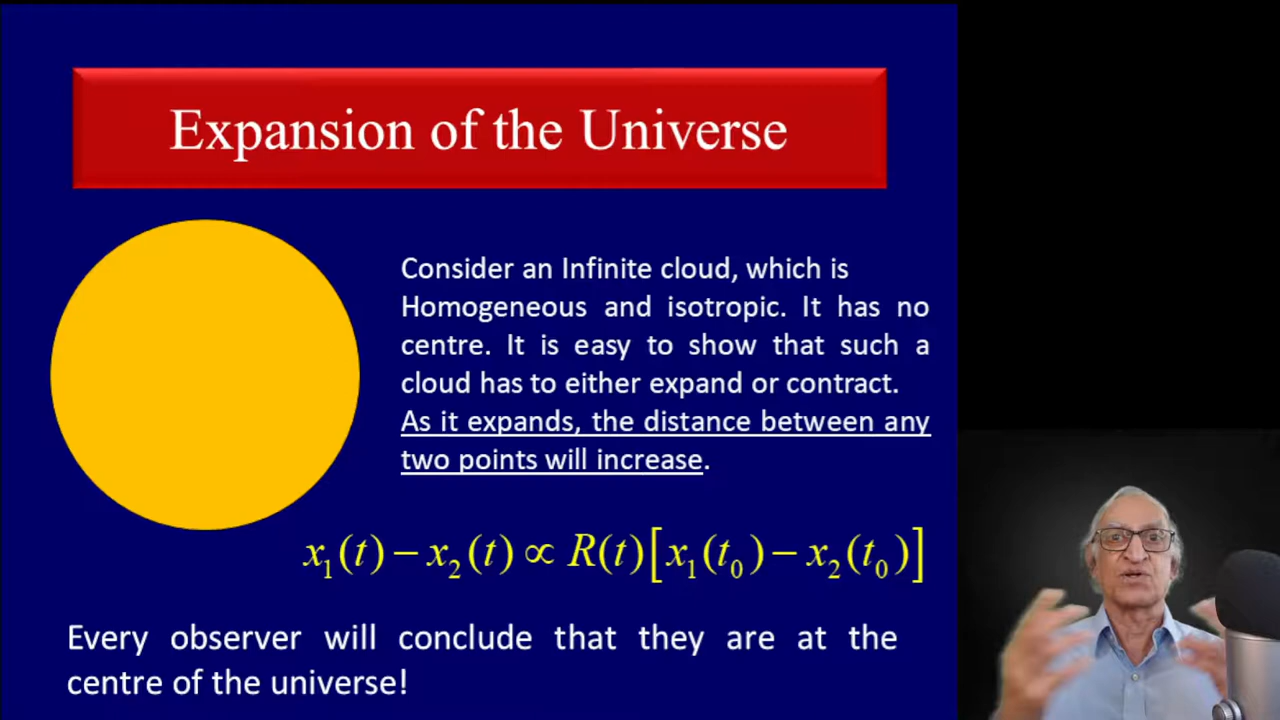 Expansion of the Universe
Consider an Infinite cloud, which is
Homogeneous and isotropic. It has no
centre. It is easy to show that such a
cloud has to either expand or contract.
As it expands, the distance between any
two points will increase.
x₁(t) − x₂(t) ∝ R(t)[x₁(t₀) − x₂(t₀)]
Every observer will conclude that they are at the
centre of the universe!